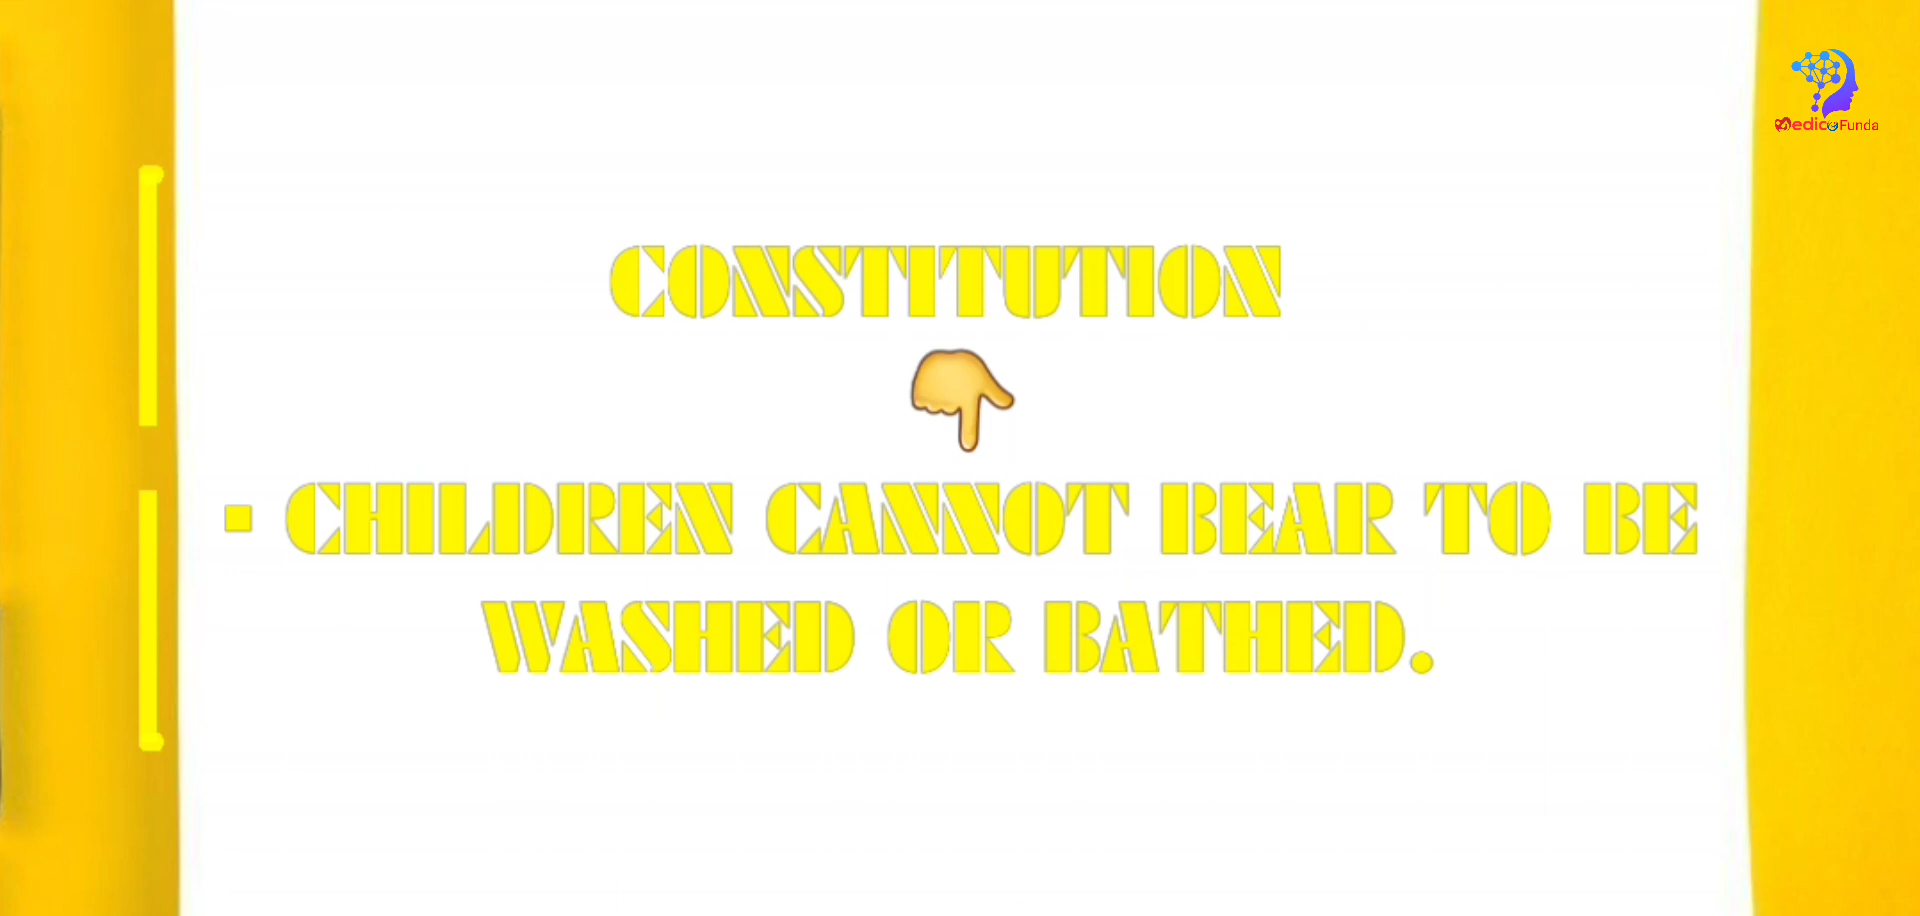 MedicoFunda
CONSTITUTION
▪ CHILDREN CANNOT BEAR TO BE
WASHED OR BATHED.